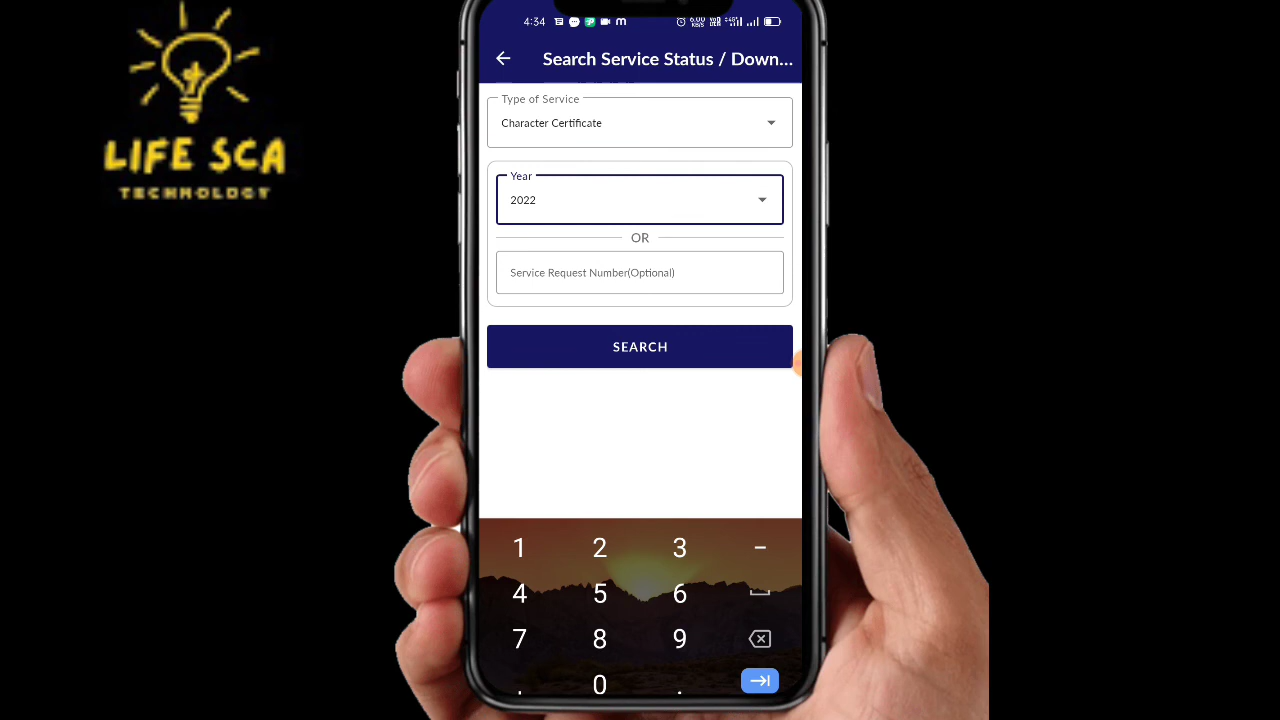 LIFE SCA
TECHNOLOGY
4:34
Search Service Status / Down...
Type of Service
Character Certificate
Year
2022
OR
Service Request Number(Optional)
SEARCH
1 2 3 -
4 5 6
7 8 9
. 0 .